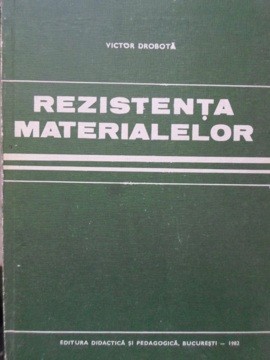 VICTOR DROBOTĂ
REZISTENȚA
MATERIALELOR
EDITURA DIDACTICĂ ȘI PEDAGOGICĂ, BUCUREȘTI — 1982